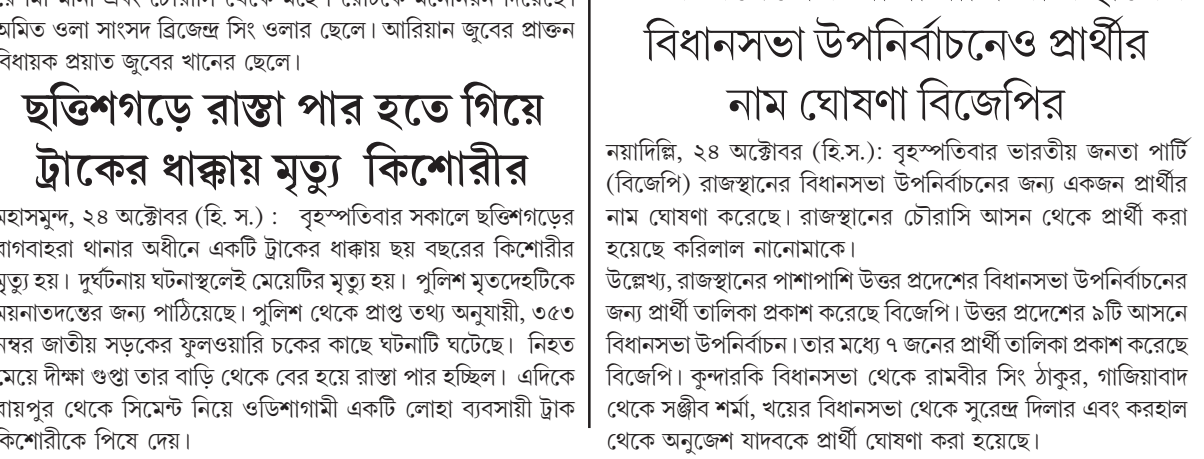 অমিত ওলা সাংসদ ব্রিজেন্দ্র সিং ওলার ছেলে। আরিয়ান জুবের প্রাক্তন
বিধায়ক প্রয়াত জুবের খানের ছেলে।
ছত্তিশগড়ে রাস্তা পার হতে গিয়ে
ট্রাকের ধাক্কায় মৃত্যু কিশোরীর
মহাসমুন্দ, ২৪ অক্টোবর (হি. স.) : বৃহস্পতিবার সকালে ছত্তিশগড়ের
বাগবাহরা থানার অধীনে একটি ট্রাকের ধাক্কায় ছয় বছরের কিশোরীর
মৃত্যু হয়। দুর্ঘটনায় ঘটনাস্থলেই মেয়েটির মৃত্যু হয়। পুলিশ মৃতদেহটিকে
ময়নাতদন্তের জন্য পাঠিয়েছে। পুলিশ থেকে প্রাপ্ত তথ্য অনুযায়ী, ৩৫৩
নম্বর জাতীয় সড়কের ফুলওয়ারি চকের কাছে ঘটনাটি ঘটেছে। নিহত
মেয়ে দীক্ষা গুপ্তা তার বাড়ি থেকে বের হয়ে রাস্তা পার হচ্ছিল। এদিকে
রায়পুর থেকে সিমেন্ট নিয়ে ওডিশাগামী একটি লোহা ব্যবসায়ী ট্রাক
কিশোরীকে পিষে দেয়।
বিধানসভা উপনির্বাচনেও প্রার্থীর
নাম ঘোষণা বিজেপির
নয়াদিল্লি, ২৪ অক্টোবর (হি.স.): বৃহস্পতিবার ভারতীয় জনতা পার্টি
(বিজেপি) রাজস্থানের বিধানসভা উপনির্বাচনের জন্য একজন প্রার্থীর
নাম ঘোষণা করেছে। রাজস্থানের চৌরাসি আসন থেকে প্রার্থী করা
হয়েছে করিলাল নানোমাকে।
উল্লেখ্য, রাজস্থানের পাশাপাশি উত্তর প্রদেশের বিধানসভা উপনির্বাচনের
জন্য প্রার্থী তালিকা প্রকাশ করেছে বিজেপি। উত্তর প্রদেশের ৯টি আসনে
বিধানসভা উপনির্বাচন। তার মধ্যে ৭ জনের প্রার্থী তালিকা প্রকাশ করেছে
বিজেপি। কুন্দারকি বিধানসভা থেকে রামবীর সিং ঠাকুর, গাজিয়াবাদ
থেকে সঞ্জীব শর্মা, খয়ের বিধানসভা থেকে সুরেন্দ্র দিলার এবং করহাল
থেকে অনুজেশ যাদবকে প্রার্থী ঘোষণা করা হয়েছে।